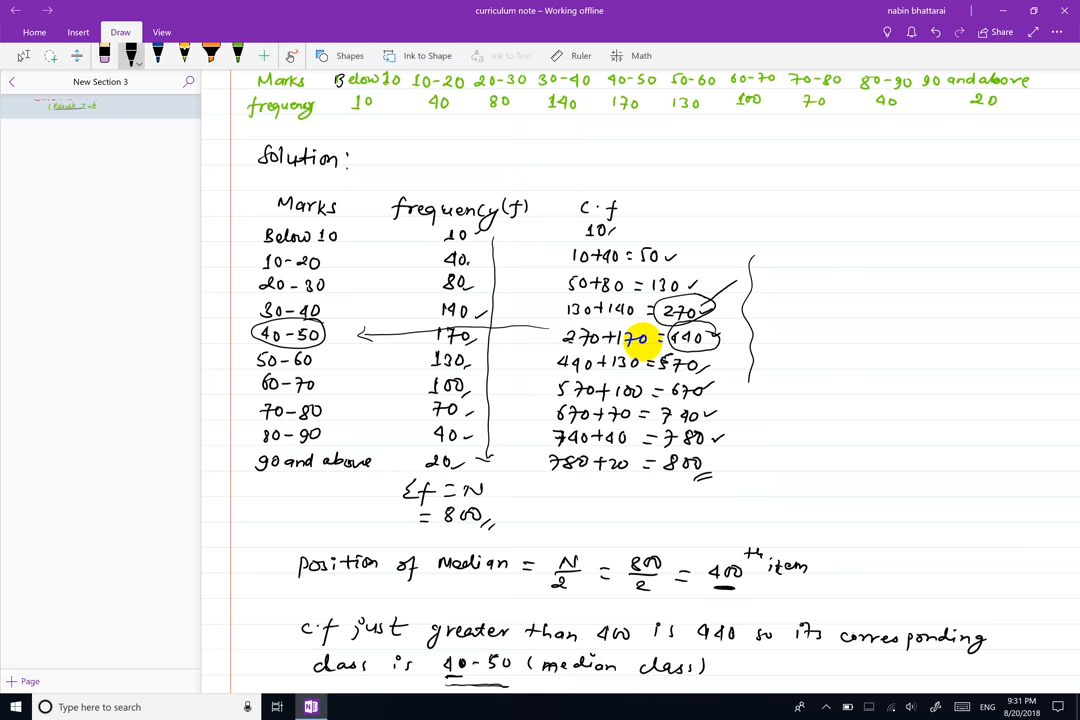 curriculum note – Working offline
nabin bhattarai
Home Insert Draw View
Share
Shapes Ink to Shape Ink to Text Ruler Math
New Section 3
Marks Below 10 10-20 20-30 30-40 40-50 50-60 60-70 70-80 80-90 90 and above
frequency 10 40 80 140 170 130 100 70 40 20
Solution:
Marks frequency (f) C.f
Below 10 10 10
10-20 40 10+40 = 50
20-30 80 50+80 = 130
30-40 140 130+140 = 270
40-50 170 270+170 = 440
50-60 130 440+130 = 570
60-70 100 570+100 = 670
70-80 70 670+70 = 740
80-90 40 740+40 = 780
90 and above 20 780+20 = 800
Σf = N
= 800
Position of Median = N/2 = 800/2 = 400th item
C.f just greater than 400 is 440 so its corresponding
class is 40-50 (median class)
Page
Type here to search
ENG
9:31 PM
8/20/2018